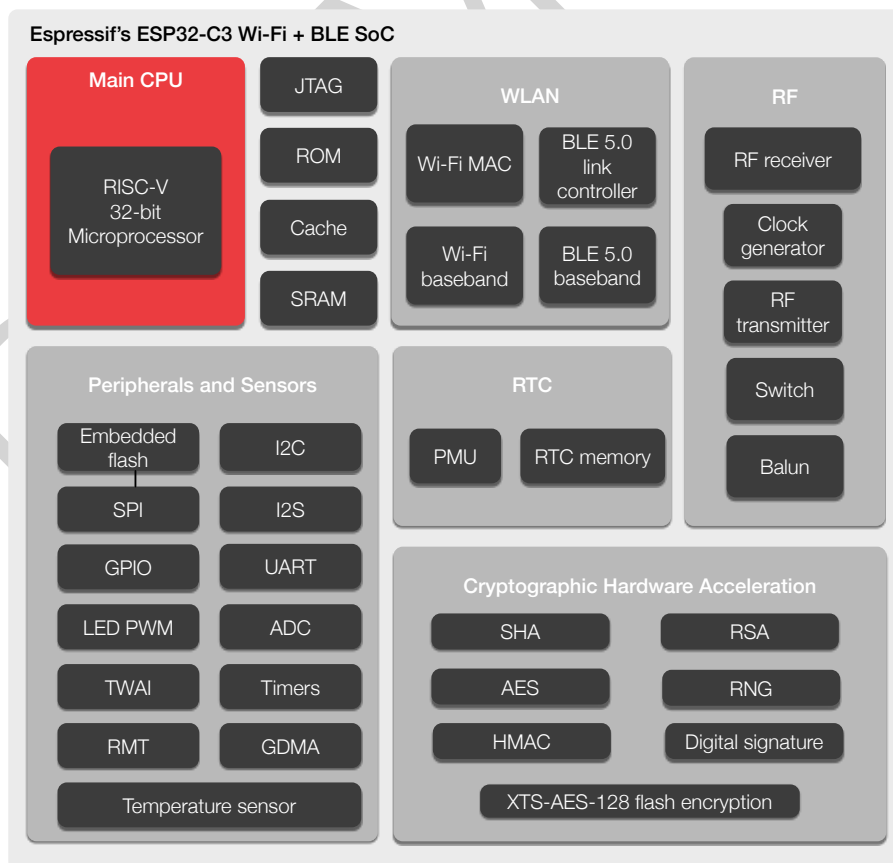 Espressif's ESP32-C3 Wi-Fi + BLE SoC
Main CPU
RISC-V
32-bit
Microprocessor
JTAG
ROM
Cache
SRAM
WLAN
Wi-Fi MAC
BLE 5.0
link
controller
Wi-Fi
baseband
BLE 5.0
baseband
RF
RF receiver
Clock
generator
RF
transmitter
Switch
Balun
Peripherals and Sensors
Embedded
flash
I2C
SPI
I2S
GPIO
UART
LED PWM
ADC
TWAI
Timers
RMT
GDMA
Temperature sensor
RTC
PMU
RTC memory
Cryptographic Hardware Acceleration
SHA
RSA
AES
RNG
HMAC
Digital signature
XTS-AES-128 flash encryption